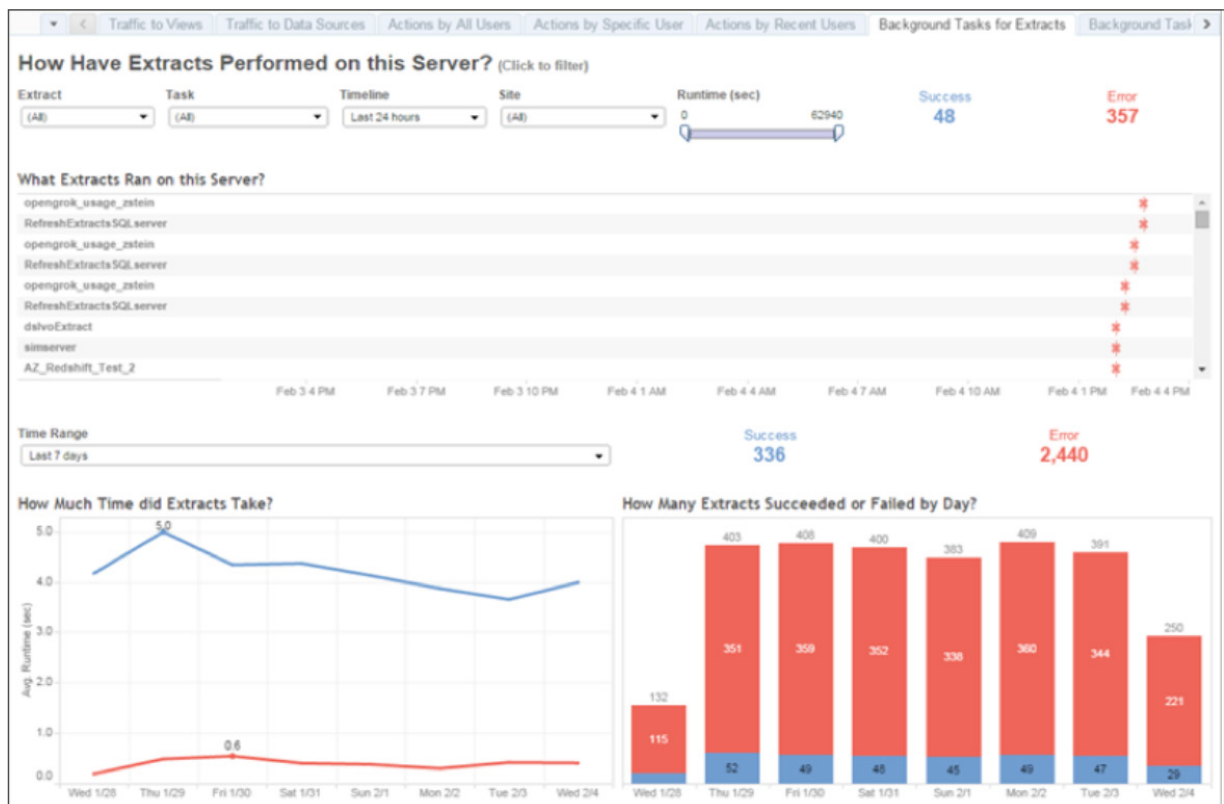 Traffic to Views Traffic to Data Sources Actions by All Users Actions by Specific User Actions by Recent Users Background Tasks for Extracts Background Task
How Have Extracts Performed on this Server? (Click to filter)
Extract Task Timeline Site Runtime (sec) Success Error
(All) (All) Last 24 hours (All) 0 62940 48 357
What Extracts Ran on this Server?
opengrok_usage_zstein
RefreshExtractsSQLserver
opengrok_usage_zstein
RefreshExtractsSQLserver
opengrok_usage_zstein
RefreshExtractsSQLserver
dslvoExtract
simserver
AZ_Redshift_Test_2
Feb 3 4 PM Feb 3 7 PM Feb 3 10 PM Feb 4 1 AM Feb 4 4 AM Feb 4 7 AM Feb 4 10 AM Feb 4 1 PM Feb 4 4 PM
Time Range Success Error
Last 7 days 336 2,440
How Much Time did Extracts Take?
5.0
5.0
4.0
3.0
2.0
1.0
0.6
0.0
Avg. Runtime (sec)
Wed 1/28 Thu 1/29 Fri 1/30 Sat 1/31 Sun 2/1 Mon 2/2 Tue 2/3 Wed 2/4
How Many Extracts Succeeded or Failed by Day?
132 403 408 400 383 409 391 250
115 351 359 352 338 360 344 221
52 49 48 45 49 47 29
Wed 1/28 Thu 1/29 Fri 1/30 Sat 1/31 Sun 2/1 Mon 2/2 Tue 2/3 Wed 2/4